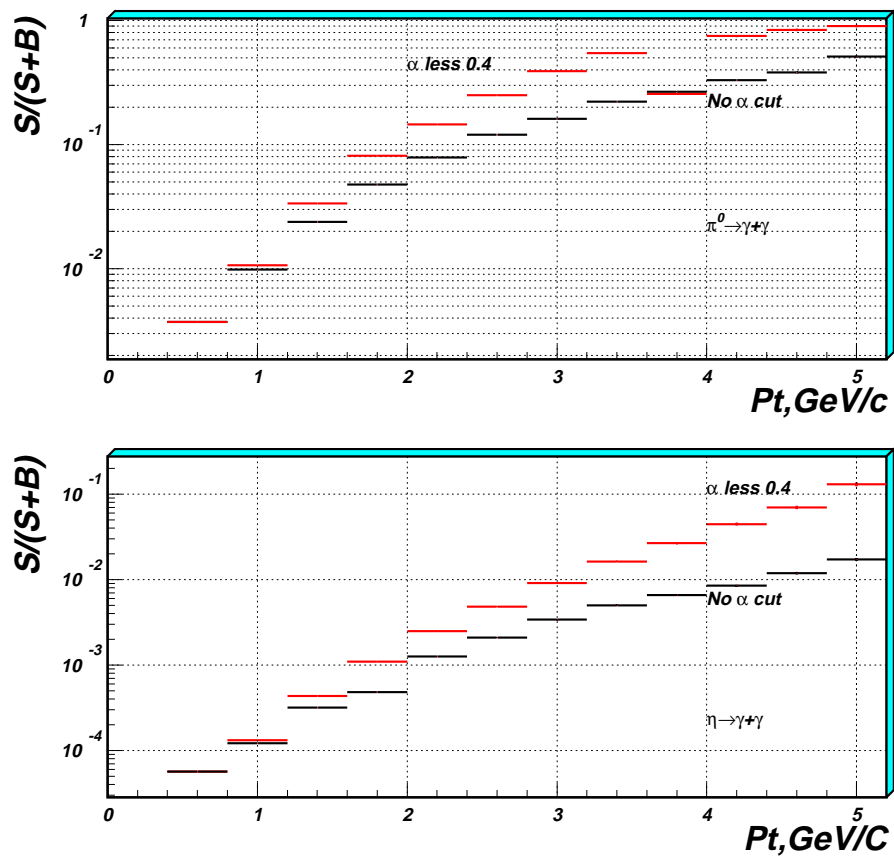 S/(S+B)
1
α less 0.4
10⁻¹
No α cut
π⁰→γ+γ
10⁻²
0 1 2 3 4 5
Pt,GeV/c
S/(S+B)
10⁻¹
α less 0.4
10⁻²
No α cut
10⁻³
η→γ+γ
10⁻⁴
0 1 2 3 4 5
Pt,GeV/C